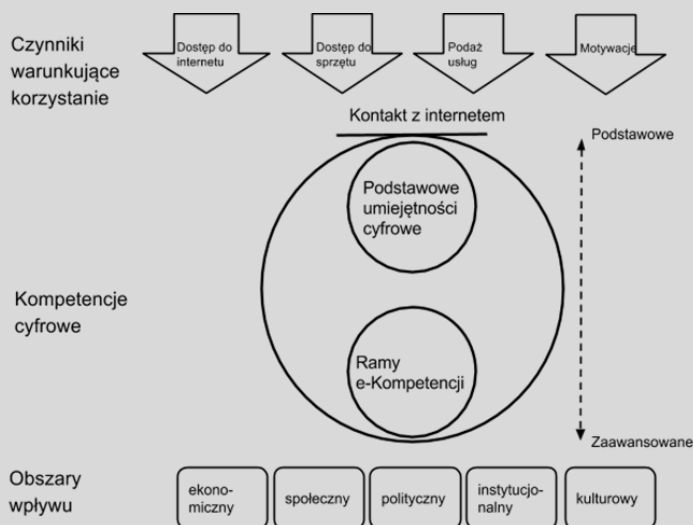 Czynniki
warunkujące
korzystanie
Dostęp do
internetu
Dostęp do
sprzętu
Podaż
usług
Motywacje
Kontakt z internetem
Podstawowe
Podstawowe
umiejętności
cyfrowe
Kompetencje
cyfrowe
Ramy
e-Kompetencji
Zaawansowane
Obszary
wpływu
ekono-
miczny
społeczny
polityczny
instytucjo-
nalny
kulturowy